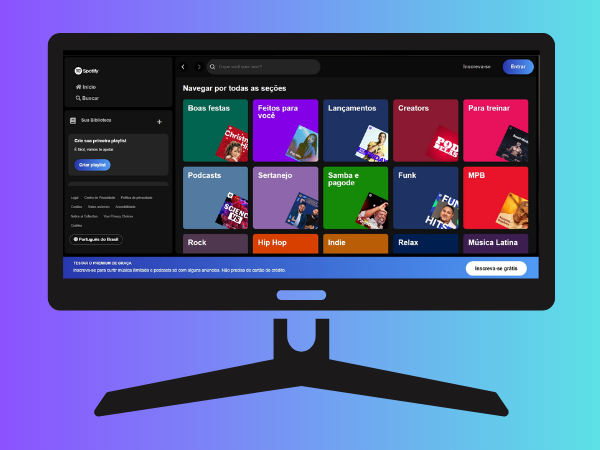 Spotify
Início
Buscar
Sua Biblioteca
Crie sua primeira playlist
É fácil, vamos te ajudar
Criar playlist
Legal Centro de Privacidade Política de privacidade
Cookies Sobre anúncios Acessibilidade
Notice at Collection Your Privacy Choices
Cookies
Português do Brasil
O que você quer ouvir?
Inscreva-se
Entrar
Navegar por todas as seções
Boas festas
Feitos para você
Lançamentos
Creators
Para treinar
Podcasts
Sertanejo
Samba e pagode
Funk
MPB
Rock
Hip Hop
Indie
Relax
Música Latina
TESTAR O PREMIUM DE GRAÇA
Inscreva-se para curtir música ilimitada e podcasts só com alguns anúncios. Não precisa de cartão de crédito.
Inscreva-se grátis